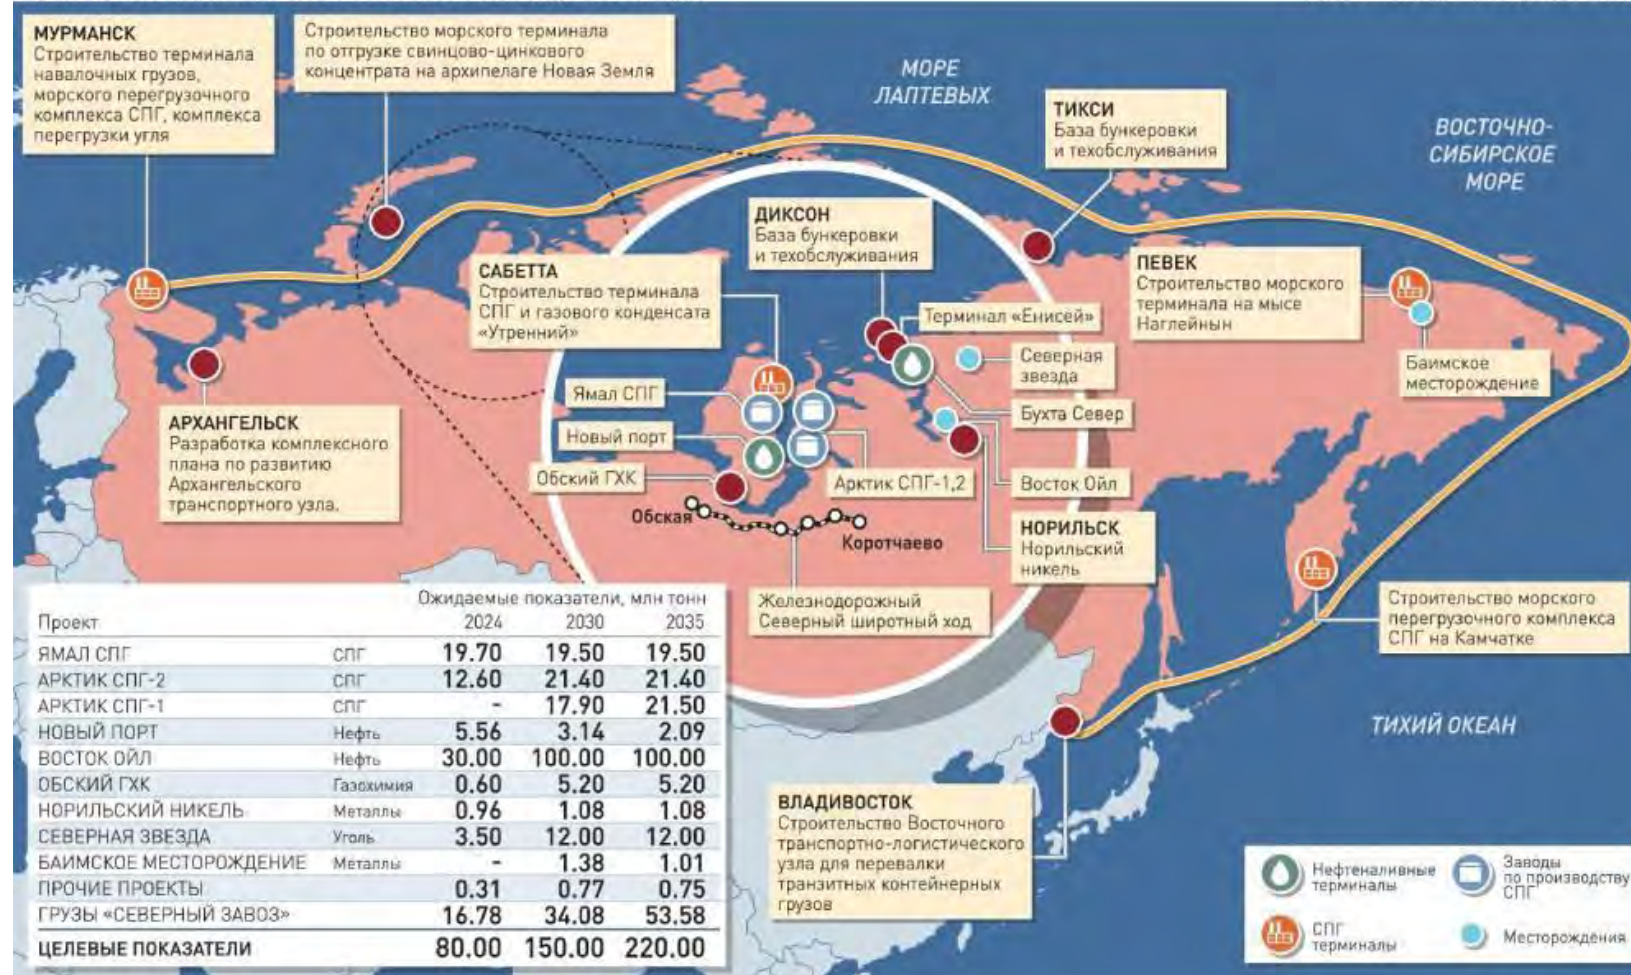 МУРМАНСК
Строительство терминала
навалочных грузов,
морского перегрузочного
комплекса СПГ, комплекса
перегрузки угля
Строительство морского терминала
по отгрузке свинцово-цинкового
концентрата на архипелаге Новая Земля
МОРЕ
ЛАПТЕВЫХ
ТИКСИ
База бункеровки
и техобслуживания
ВОСТОЧНО-
СИБИРСКОЕ
МОРЕ
ДИКСОН
База бункеровки
и техобслуживания
САБЕТТА
Строительство терминала
СПГ и газового конденсата
«Утренний»
ПЕВЕК
Строительство морского
терминала на мысе
Наглейнын
Терминал «Енисей»
Северная
звезда
Баимское
месторождение
Ямал СПГ
Бухта Север
Новый порт
Обский ГХК
Арктик СПГ-1,2
Восток Ойл
АРХАНГЕЛЬСК
Разработка комплексного
плана по развитию
Архангельского
транспортного узла.
Обская
Коротчаево
НОРИЛЬСК
Норильский
никель
Железнодорожный
Северный широтный ход
Строительство морского
перегрузочного комплекса
СПГ на Камчатке
ТИХИЙ ОКЕАН
ВЛАДИВОСТОК
Строительство Восточного
транспортно-логистического
узла для перевалки
транзитных контейнерных
грузов
Ожидаемые показатели, млн тонн
Проект 2024 2030 2035
ЯМАЛ СПГ СПГ 19.70 19.50 19.50
АРКТИК СПГ-2 СПГ 12.60 21.40 21.40
АРКТИК СПГ-1 СПГ - 17.90 21.50
НОВЫЙ ПОРТ Нефть 5.56 3.14 2.09
ВОСТОК ОЙЛ Нефть 30.00 100.00 100.00
ОБСКИЙ ГХК Газохимия 0.60 5.20 5.20
НОРИЛЬСКИЙ НИКЕЛЬ Металлы 0.96 1.08 1.08
СЕВЕРНАЯ ЗВЕЗДА Уголь 3.50 12.00 12.00
БАИМСКОЕ МЕСТОРОЖДЕНИЕ Металлы - 1.38 1.01
ПРОЧИЕ ПРОЕКТЫ 0.31 0.77 0.75
ГРУЗЫ «СЕВЕРНЫЙ ЗАВОЗ» 16.78 34.08 53.58
ЦЕЛЕВЫЕ ПОКАЗАТЕЛИ 80.00 150.00 220.00
Нефтеналивные
терминалы
Заводы
по производству
СПГ
СПГ
терминалы
Месторождения